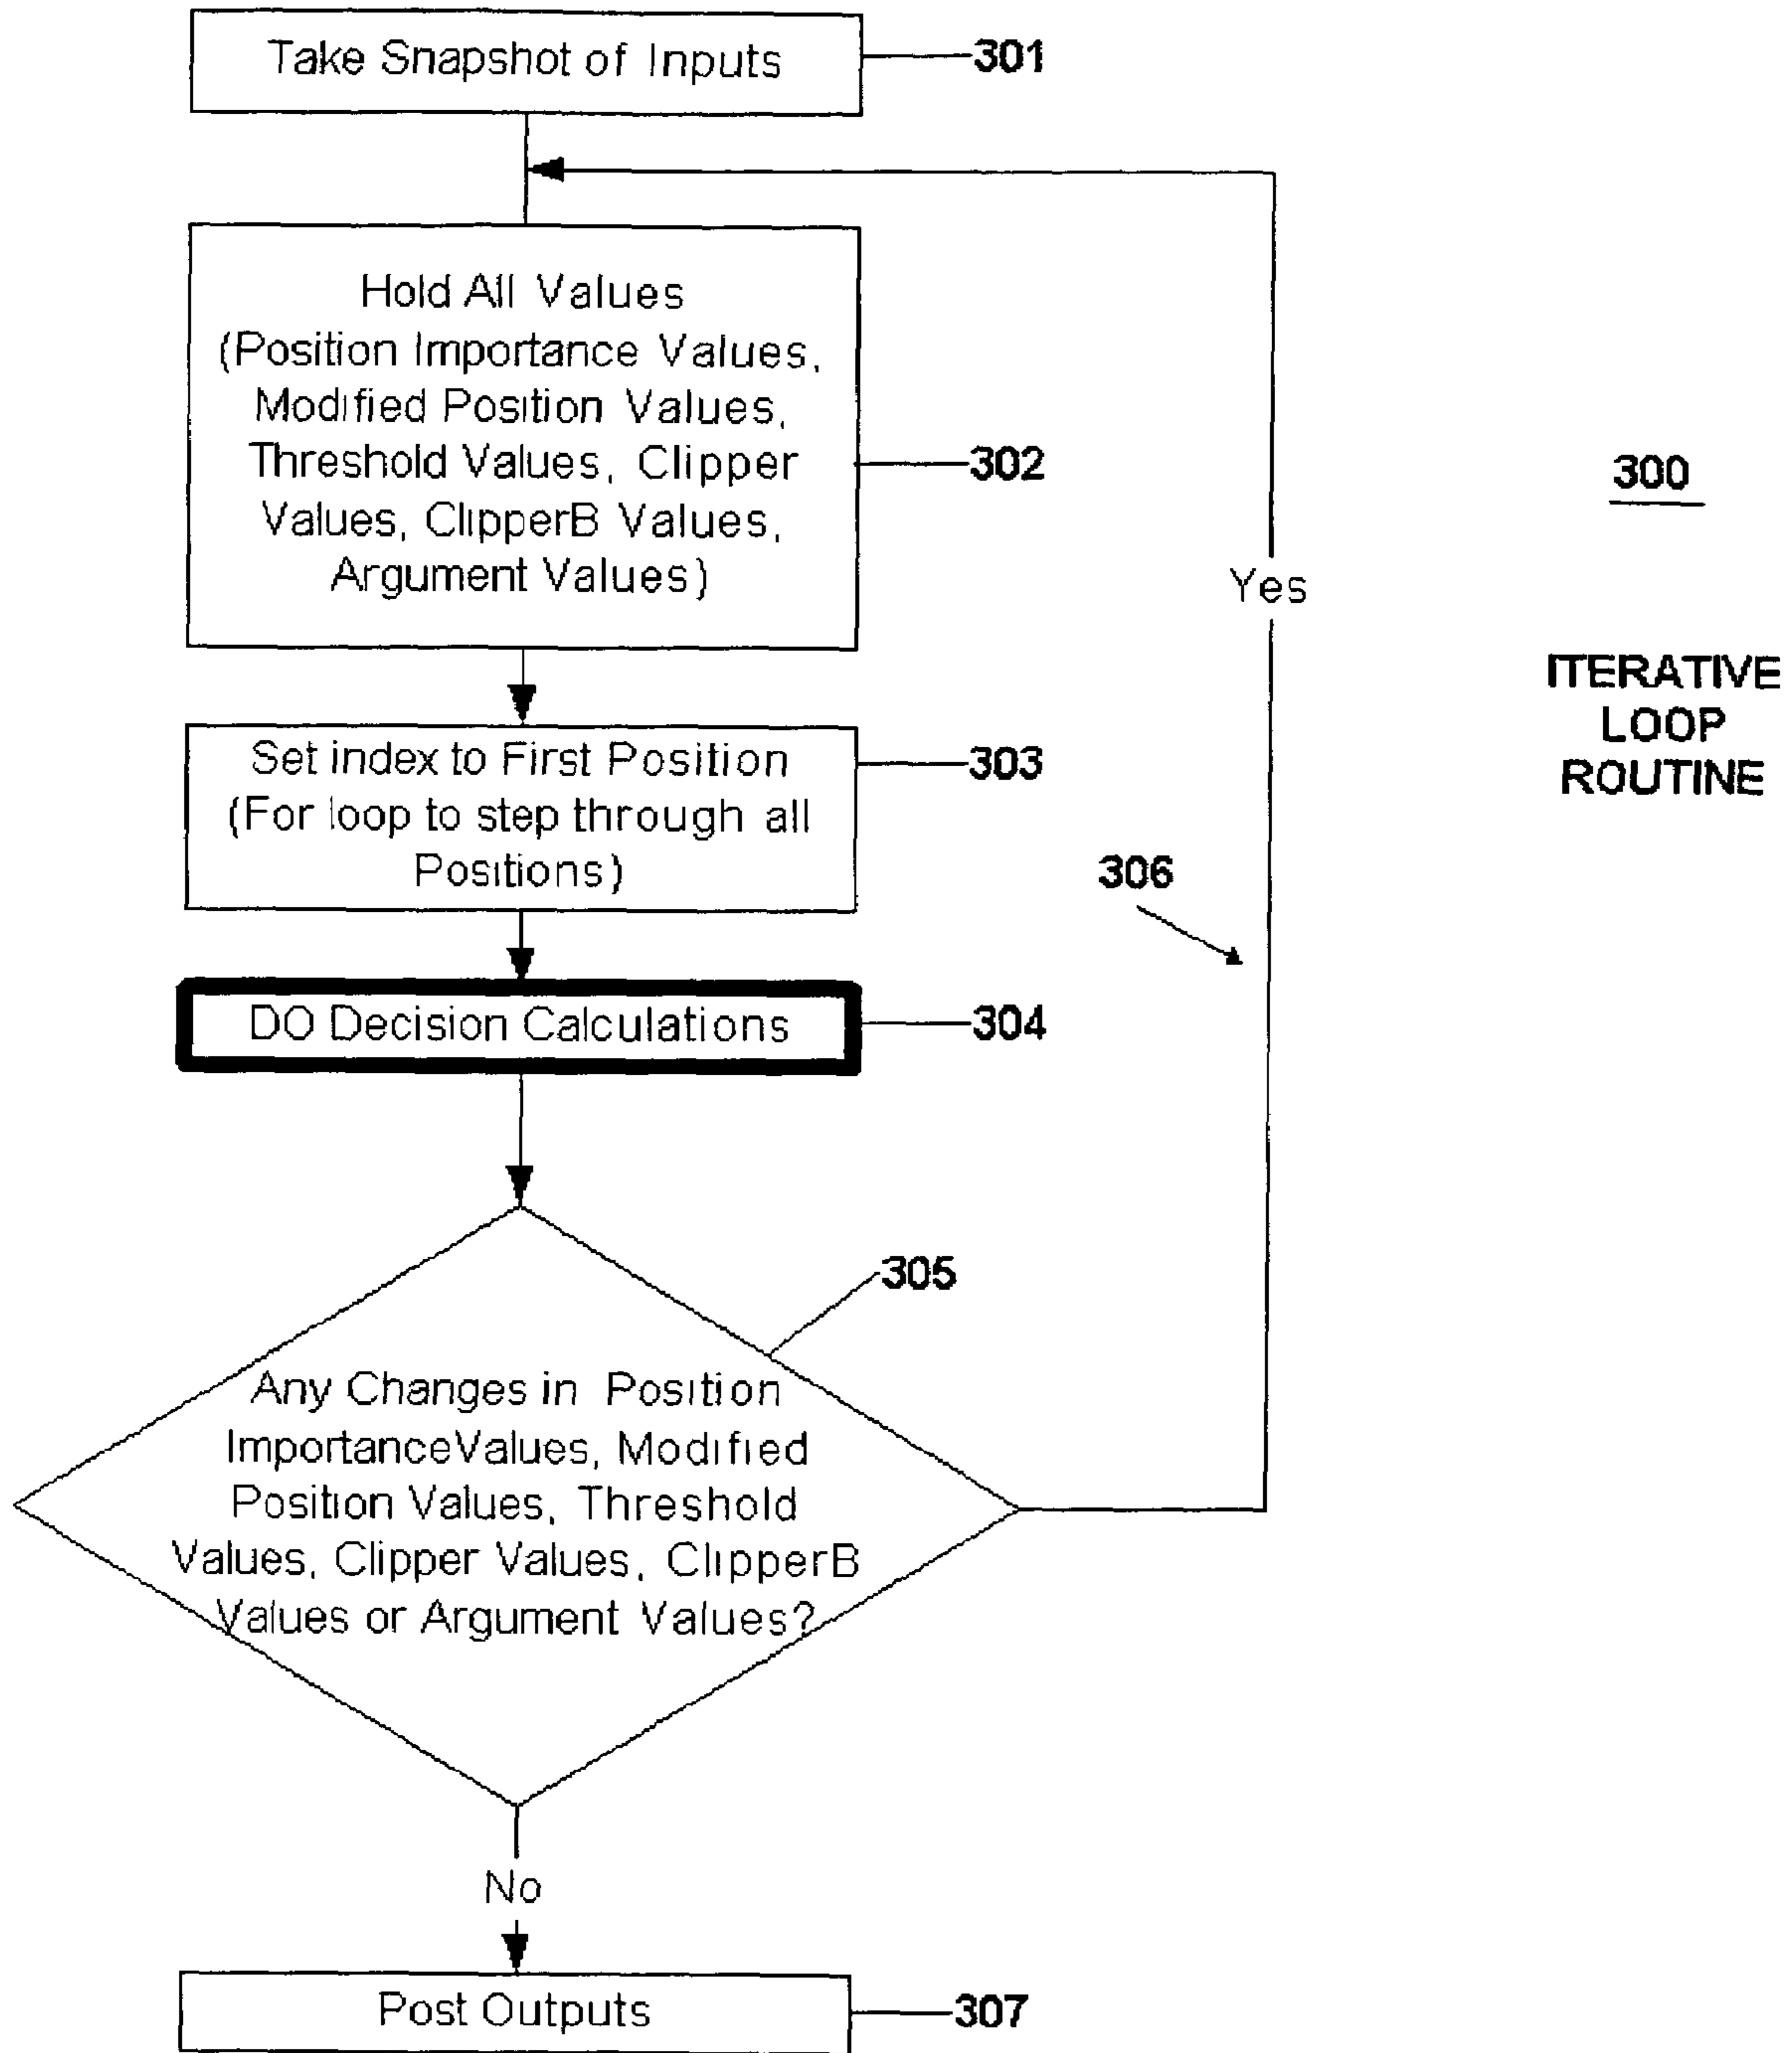 Take Snapshot of Inputs
301
Hold All Values
(Position Importance Values,
Modified Position Values,
Threshold Values, Clipper
Values, ClipperB Values,
Argument Values)
302
300
Yes
ITERATIVE
LOOP
ROUTINE
Set index to First Position
(For loop to step through all
Positions)
303
306
DO Decision Calculations
304
305
Any Changes in Position
ImportanceValues, Modified
Position Values, Threshold
Values, Clipper Values, ClipperB
Values or Argument Values?
No
Post Outputs
307